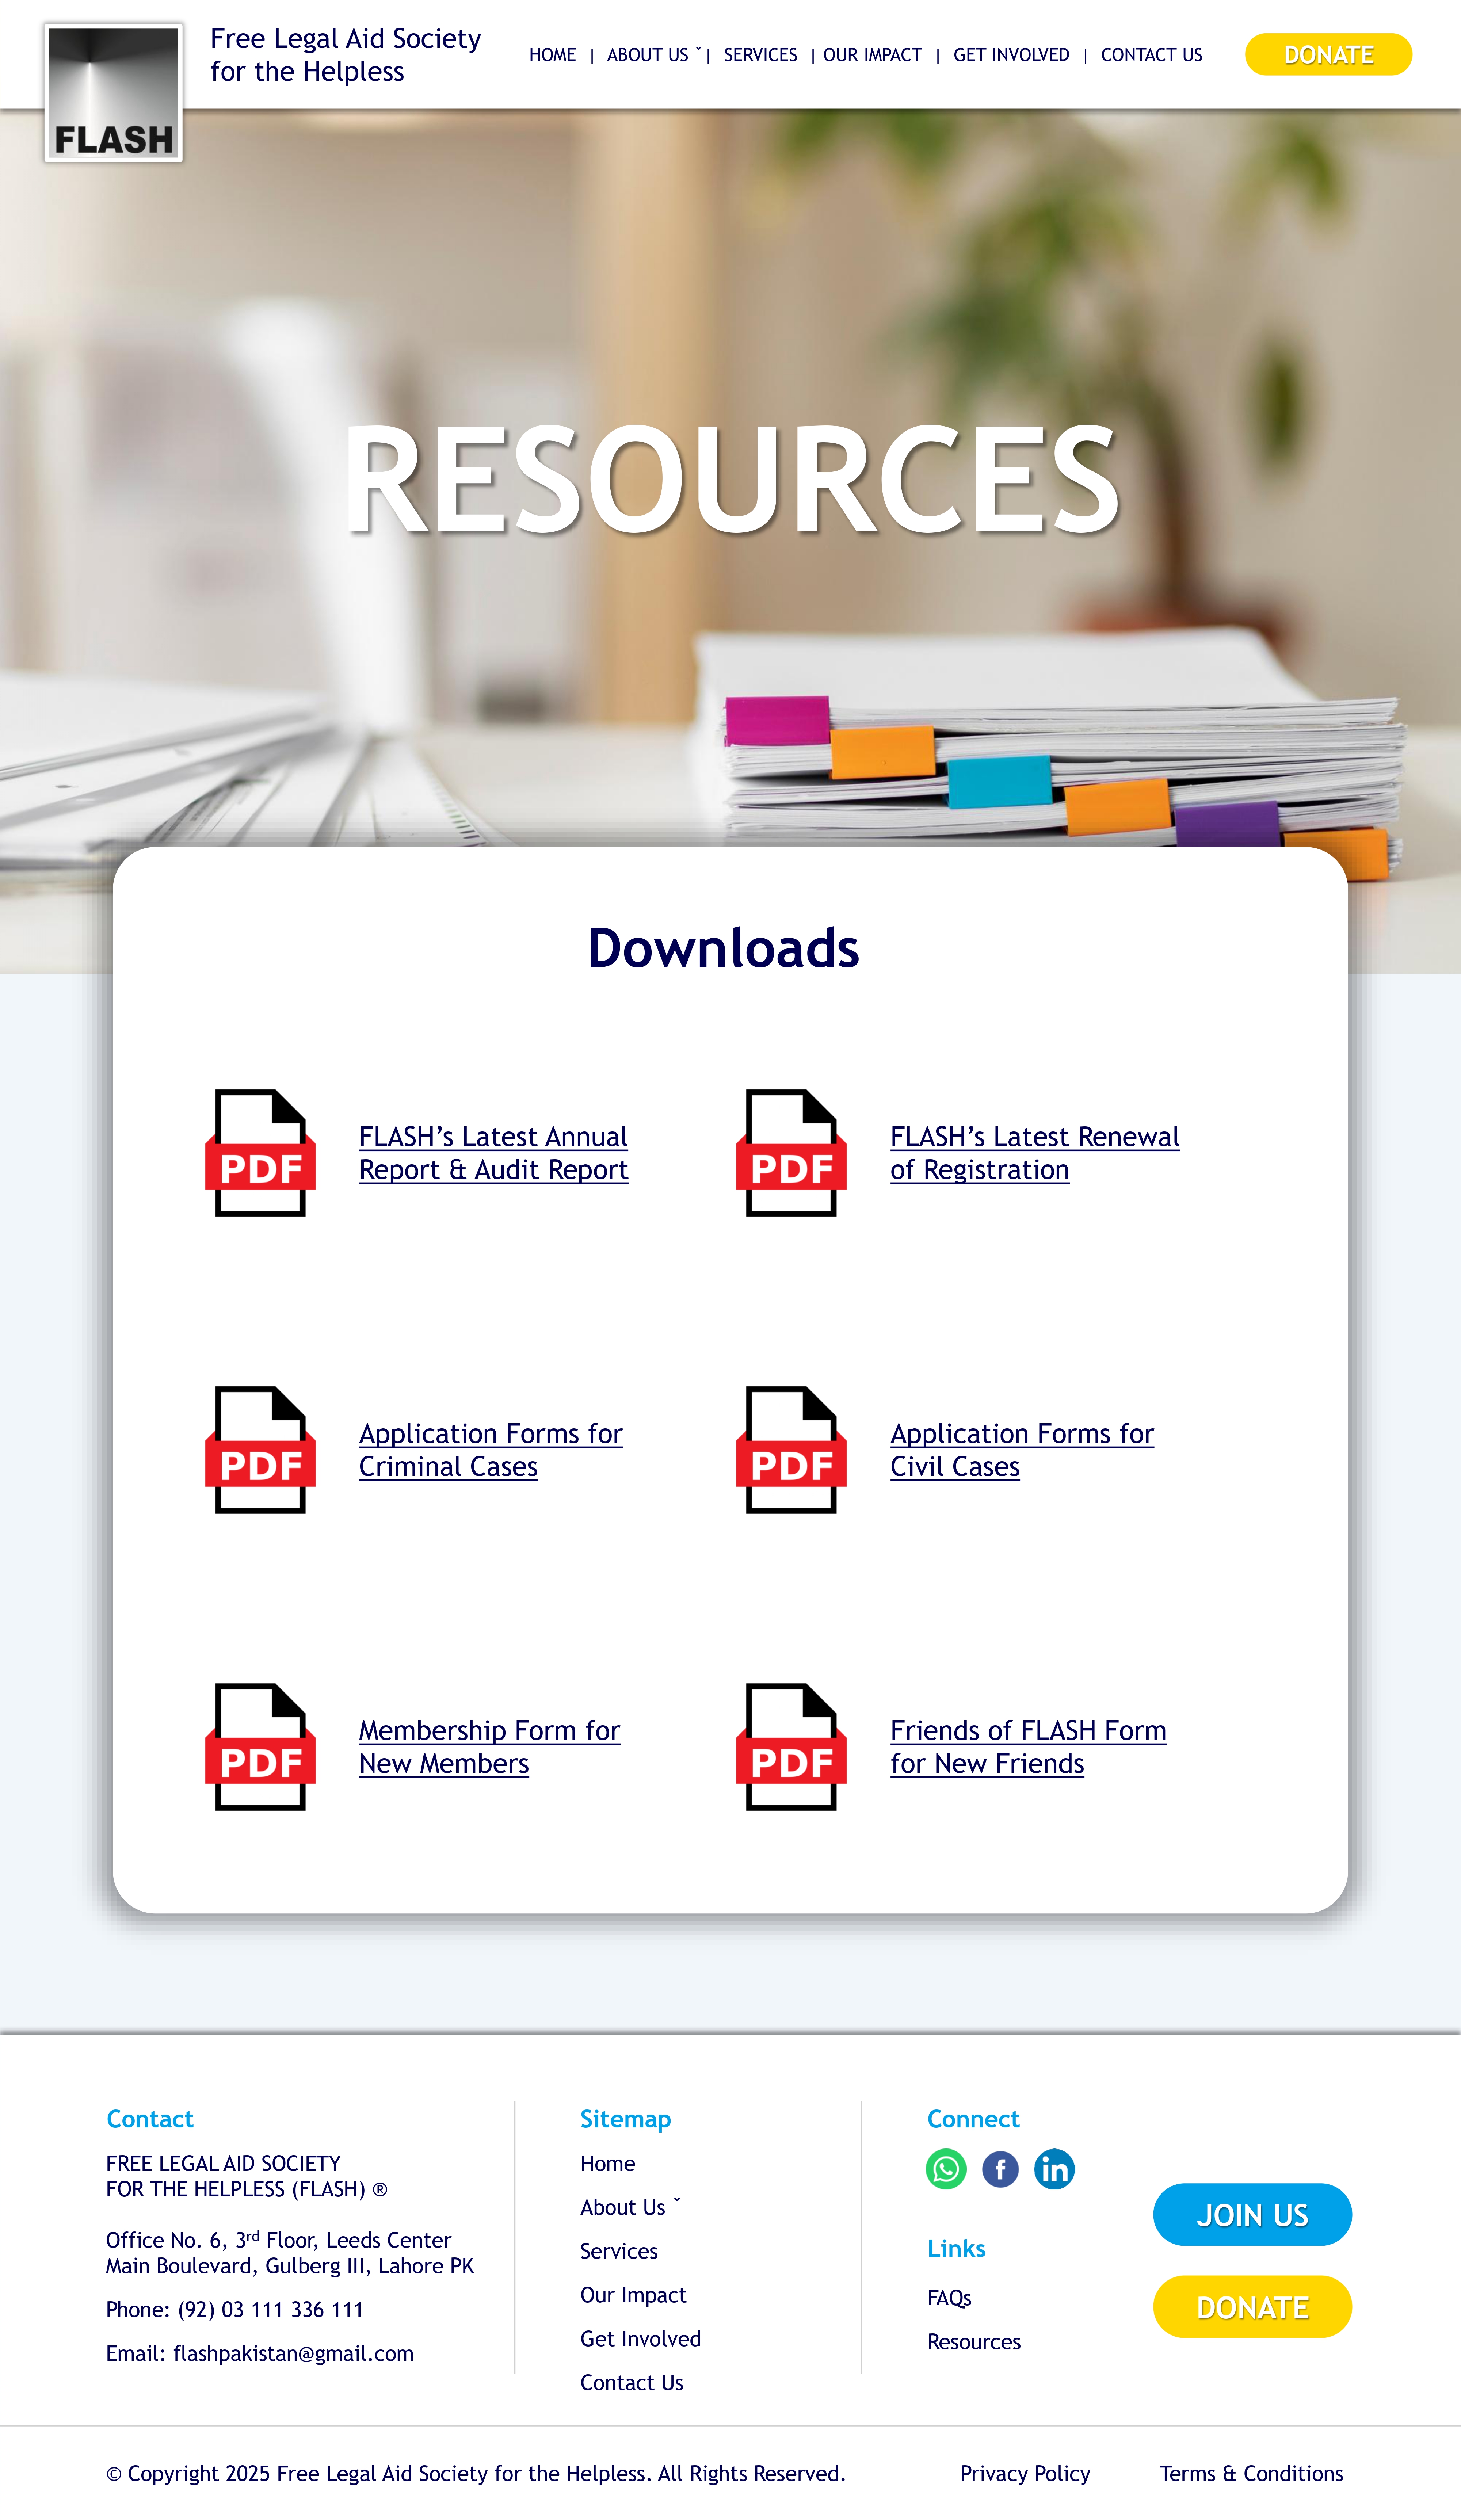 FLASH
Free Legal Aid Society
for the Helpless
HOME | ABOUT US ˇ | SERVICES | OUR IMPACT | GET INVOLVED | CONTACT US
DONATE
RESOURCES
Downloads
PDF
FLASH’s Latest Annual
Report & Audit Report
PDF
FLASH’s Latest Renewal
of Registration
PDF
Application Forms for
Criminal Cases
PDF
Application Forms for
Civil Cases
PDF
Membership Form for
New Members
PDF
Friends of FLASH Form
for New Friends
Contact
FREE LEGAL AID SOCIETY
FOR THE HELPLESS (FLASH) ®
Office No. 6, 3rd Floor, Leeds Center
Main Boulevard, Gulberg III, Lahore PK
Phone: (92) 03 111 336 111
Email: flashpakistan@gmail.com
Sitemap
Home
About Us ˇ
Services
Our Impact
Get Involved
Contact Us
Connect
f
in
Links
FAQs
Resources
JOIN US
DONATE
© Copyright 2025 Free Legal Aid Society for the Helpless. All Rights Reserved.
Privacy Policy
Terms & Conditions